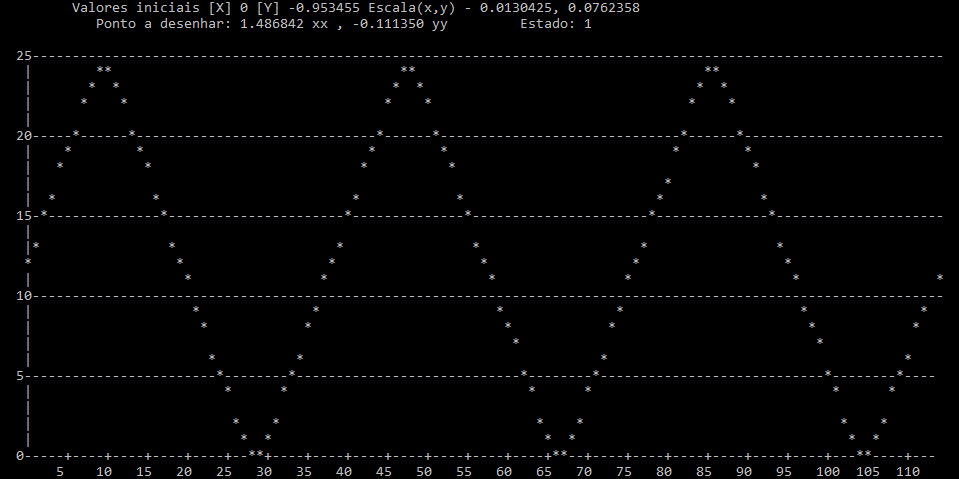 Valores iniciais [X] 0 [Y] -0.953455 Escala(x,y) - 0.0130425, 0.0762358
Ponto a desenhar: 1.486842 xx , -0.111350 yy Estado: 1
25
20
15
10
5
0
5 10 15 20 25 30 35 40 45 50 55 60 65 70 75 80 85 90 95 100 105 110